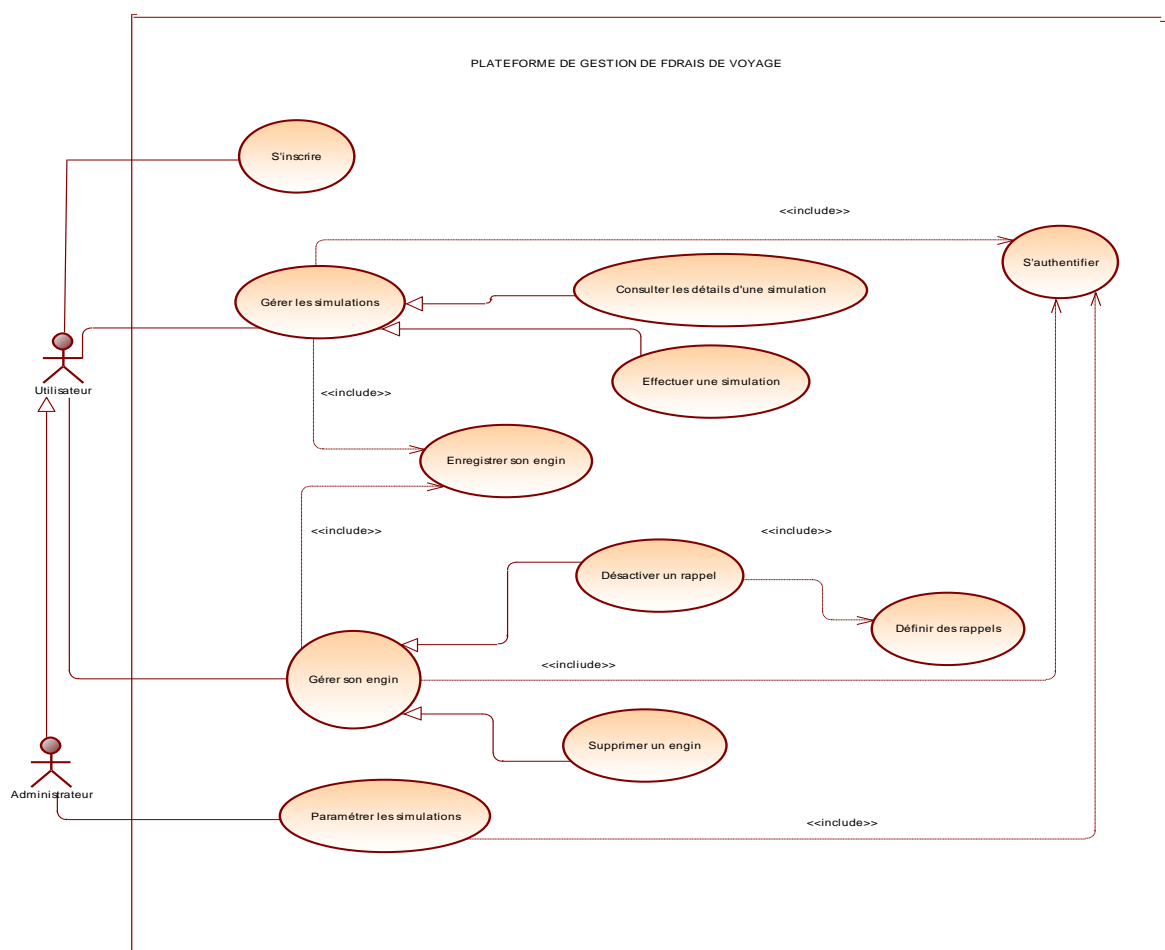 PLATEFORME DE GESTION DE FDRAIS DE VOYAGE
S'inscrire
<<include>>
S'authentifier
Consulter les détails d'une simulation
Gérer les simulations
Effectuer une simulation
Utilisateur
<<include>>
Enregistrer son engin
<<include>>
<<include>>
Désactiver un rappel
Définir des rappels
<<incliude>>
Gérer son engin
Supprimer un engin
Administrateur
Paramétrer les simulations
<<include>>